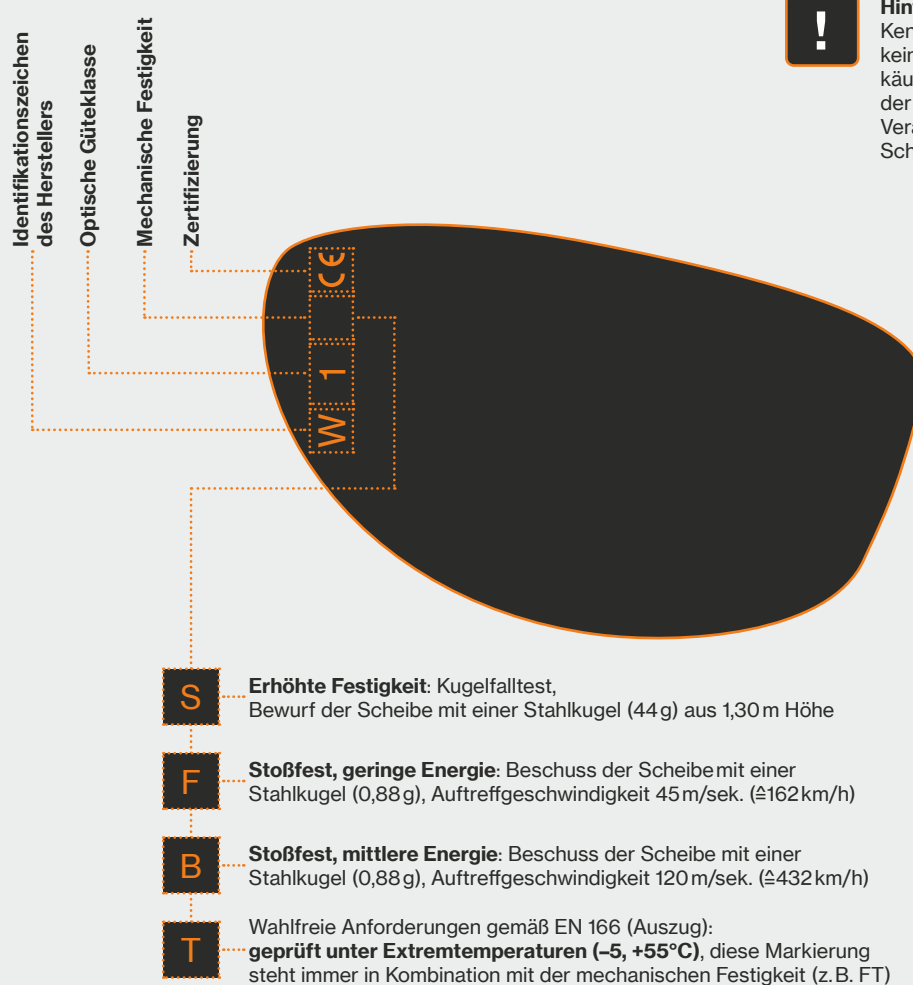 Identifikationszeichen
des Herstellers
Optische Güteklasse
Mechanische Festigkeit
Zertifizierung
!
CE
1
W
S
Erhöhte Festigkeit: Kugelfalltest,
Bewurf der Scheibe mit einer Stahlkugel (44 g) aus 1,30 m Höhe
F
Stoßfest, geringe Energie: Beschuss der Scheibe mit einer
Stahlkugel (0,88 g), Auftreffgeschwindigkeit 45 m/sek. (≙162 km/h)
B
Stoßfest, mittlere Energie: Beschuss der Scheibe mit einer
Stahlkugel (0,88 g), Auftreffgeschwindigkeit 120 m/sek. (≙432 km/h)
T
Wahlfreie Anforderungen gemäß EN 166 (Auszug):
geprüft unter Extremtemperaturen (–5, +55°C), diese Markierung
steht immer in Kombination mit der mechanischen Festigkeit (z. B. FT)
der